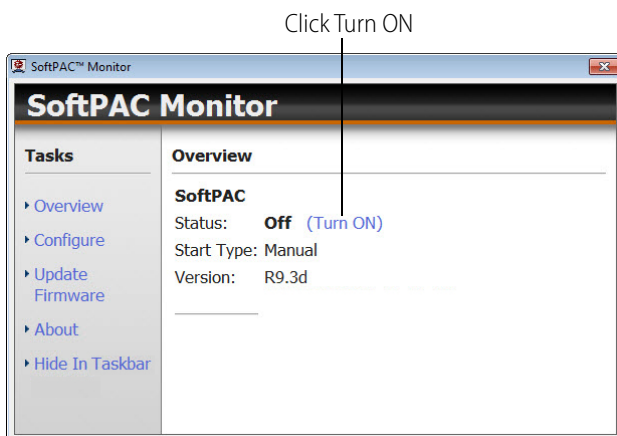 Click Turn ON
SoftPAC™ Monitor
SoftPAC Monitor
Tasks
Overview
Configure
Update
Firmware
About
Hide In Taskbar
Overview
SoftPAC
Status: Off (Turn ON)
Start Type: Manual
Version: R9.3d